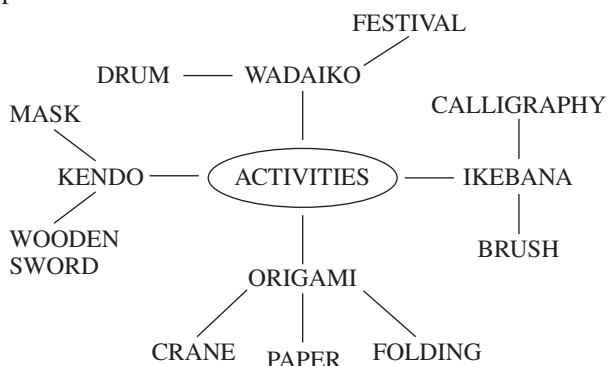 FESTIVAL
DRUM WADAIKO
CALLIGRAPHY
MASK
KENDO ACTIVITIES IKEBANA
WOODEN
SWORD
BRUSH
ORIGAMI
CRANE PAPER FOLDING